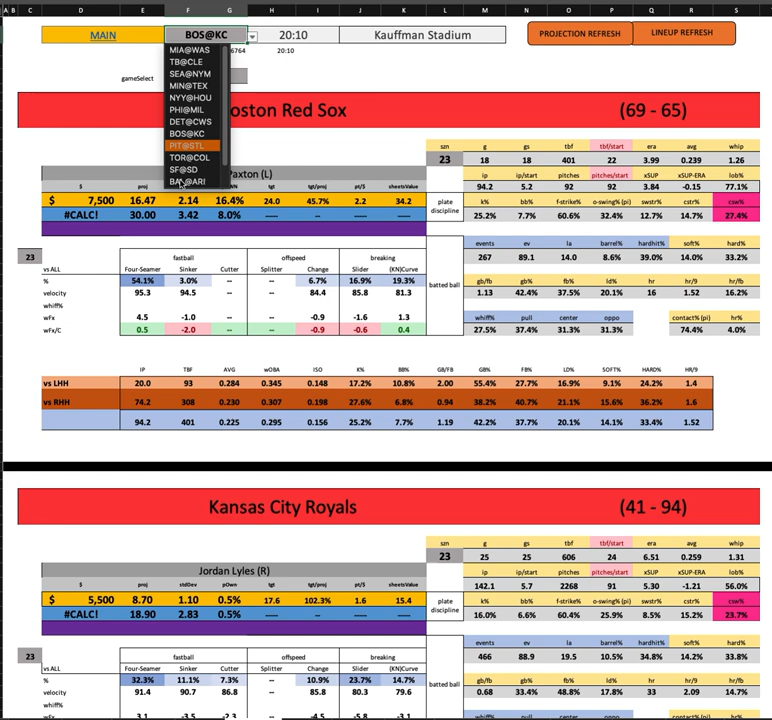 A B C D E F G H I J K L M N O P Q R S
MAIN BOS@KC 20:10 Kauffman Stadium PROJECTION REFRESH LINEUP REFRESH
MIA@WAS 6764 20:10
TB@CLE
SEA@NYM
gameSelect
MIN@TEX
NYY@HOU
PHI@MIL
oston Red Sox (69 - 65)
DET@CWS
BOS@KC
PIT@STL
TOR@COL
SF@SD
szn g gs tbf tbf/start era avg whip
23 18 18 401 22 3.99 0.239 1.26
Paxton (L) ip ip/start pitches pitches/start xSUP xSUP-ERA lob%
$ proj tgt tgt/proj pt/$ sheetsValue
94.2 5.2 92 92 3.84 -0.15 77.1%
$ 7,500 16.47 2.14 16.4% 24.0 45.7% 2.2 34.2
plate discipline k% bb% f-strike% o-swing% (pi) swstr% cstr% csw%
#CALC! 30.00 3.42 8.0% ---- ---- ---- ----
25.2% 7.7% 60.6% 32.4% 12.7% 14.7% 27.4%
events ev la barrel% hardhit% soft% hard%
23 fastball offspeed breaking
267 89.1 14.0 8.6% 39.0% 14.0% 33.2%
vs ALL Four-Seamer Sinker Cutter Splitter Change Slider (KN)Curve
% 54.1% 3.0% -- -- 6.7% 16.9% 19.3%
batted ball gb/fb gb% fb% ld% hr hr/9 hr/fb
velocity 95.3 94.5 -- -- 84.4 85.8 81.3
1.13 42.4% 37.5% 20.1% 16 1.52 16.2%
whiff%
wFx 4.5 -1.0 -- -- -0.9 -1.6 1.3
whiff% pull center oppo contact% (pi) hr%
wFx/C 0.5 -2.0 -- -- -0.9 -0.6 0.4
27.5% 37.4% 31.3% 31.3% 74.4% 4.0%
IP TBF AVG wOBA ISO K% BB% GB/FB GB% FB% LD% SOFT% HARD% HR/9
vs LHH 20.0 93 0.284 0.345 0.148 17.2% 10.8% 2.00 55.4% 27.7% 16.9% 9.1% 24.2% 1.4
vs RHH 74.2 308 0.230 0.307 0.198 27.6% 6.8% 0.94 38.2% 40.7% 21.1% 15.6% 36.2% 1.6
94.2 401 0.225 0.295 0.156 25.2% 7.7% 1.19 42.2% 37.7% 20.1% 14.1% 33.4% 1.52
Kansas City Royals (41 - 94)
szn g gs tbf tbf/start era avg whip
23 25 25 606 24 6.51 0.259 1.31
Jordan Lyles (R) ip ip/start pitches pitches/start xSUP xSUP-ERA lob%
$ proj stdDev pOwn tgt tgt/proj pt/$ sheetsValue
142.1 5.7 2268 91 5.30 -1.21 56.0%
$ 5,500 8.70 1.10 0.5% 17.6 102.3% 1.6 15.4
plate discipline k% bb% f-strike% o-swing% (pi) swstr% cstr% csw%
#CALC! 18.90 2.83 0.5% ---- ---- ---- ----
16.0% 6.6% 60.4% 25.9% 8.5% 15.2% 23.7%
events ev la barrel% hardhit% soft% hard%
23 fastball offspeed breaking
466 88.9 19.5 10.5% 34.8% 14.2% 33.8%
vs ALL Four-Seamer Sinker Cutter Splitter Change Slider (KN)Curve
% 32.3% 11.1% 7.3% -- 10.9% 23.7% 14.7%
batted ball gb/fb gb% fb% ld% hr hr/9 hr/fb
velocity 91.4 90.7 86.8 -- 85.8 80.3 79.6
0.68 33.4% 48.8% 17.8% 33 2.09 14.7%
whiff%
wFx 3.1 -3.5 -2.3 -- -4.5 -5.8 -3.1
whiff% pull center oppo contact% (pi) hr%